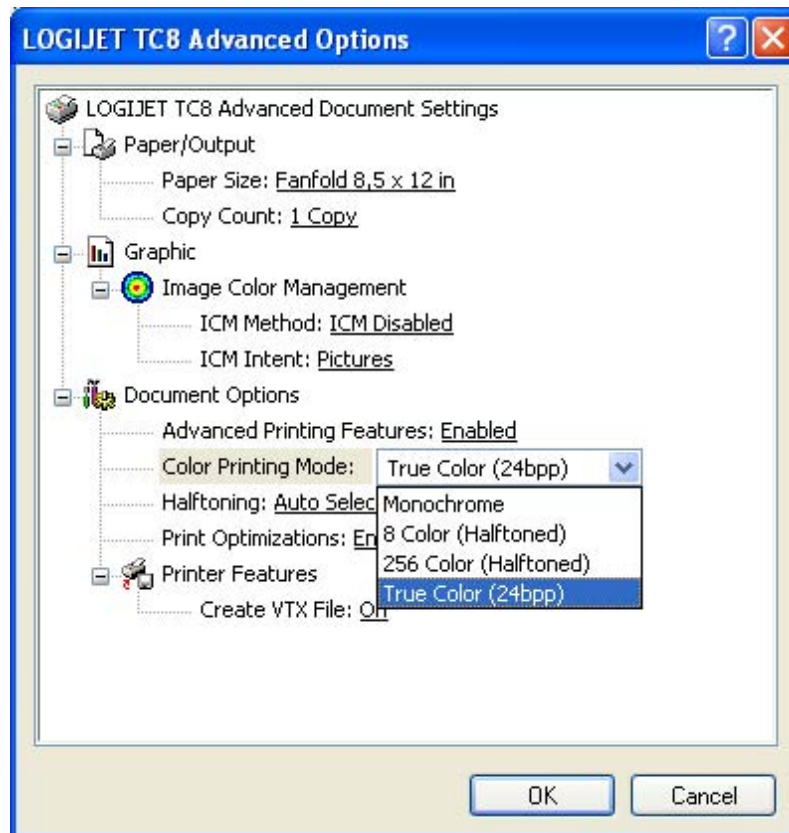 LOGIJET TC8 Advanced Options
LOGIJET TC8 Advanced Document Settings
Paper/Output
Paper Size: Fanfold 8,5 x 12 in
Copy Count: 1 Copy
Graphic
Image Color Management
ICM Method: ICM Disabled
ICM Intent: Pictures
Document Options
Advanced Printing Features: Enabled
Color Printing Mode: True Color (24bpp)
Halftoning: Auto Selec
Monochrome
8 Color (Halftoned)
Print Optimizations: En
256 Color (Halftoned)
Printer Features
True Color (24bpp)
Create VTX File:
OK Cancel